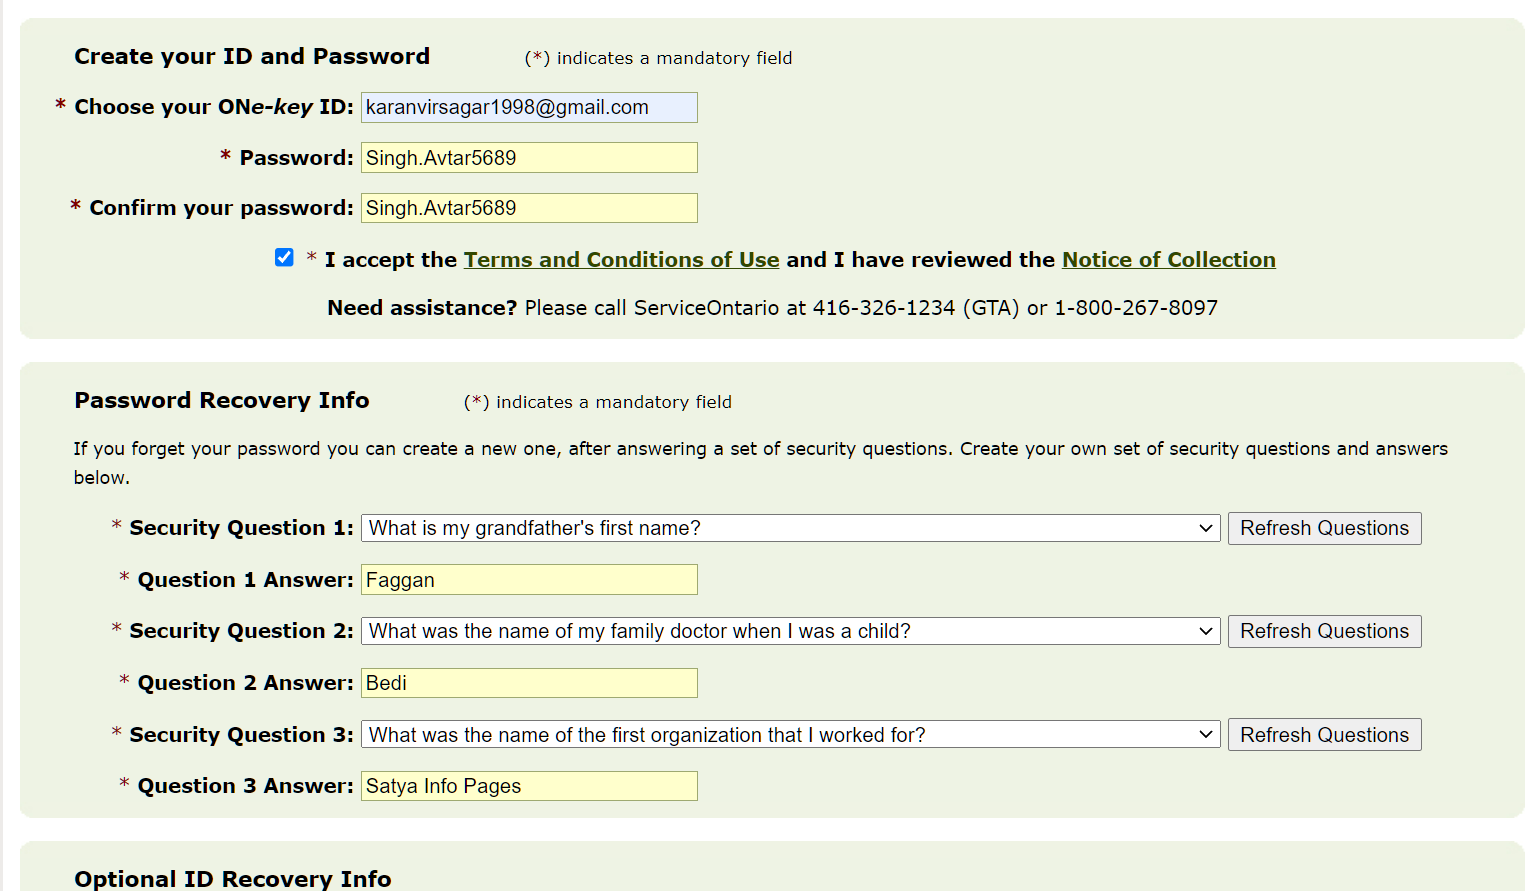 Create your ID and Password (*) indicates a mandatory field
* Choose your ONe-key ID: karanvirsagar1998@gmail.com
* Password: Singh.Avtar5689
* Confirm your password: Singh.Avtar5689
* I accept the Terms and Conditions of Use and I have reviewed the Notice of Collection
Need assistance? Please call ServiceOntario at 416-326-1234 (GTA) or 1-800-267-8097
Password Recovery Info (*) indicates a mandatory field
If you forget your password you can create a new one, after answering a set of security questions. Create your own set of security questions and answers
below.
* Security Question 1: What is my grandfather's first name? Refresh Questions
* Question 1 Answer: Faggan
* Security Question 2: What was the name of my family doctor when I was a child? Refresh Questions
* Question 2 Answer: Bedi
* Security Question 3: What was the name of the first organization that I worked for? Refresh Questions
* Question 3 Answer: Satya Info Pages
Optional ID Recovery Info